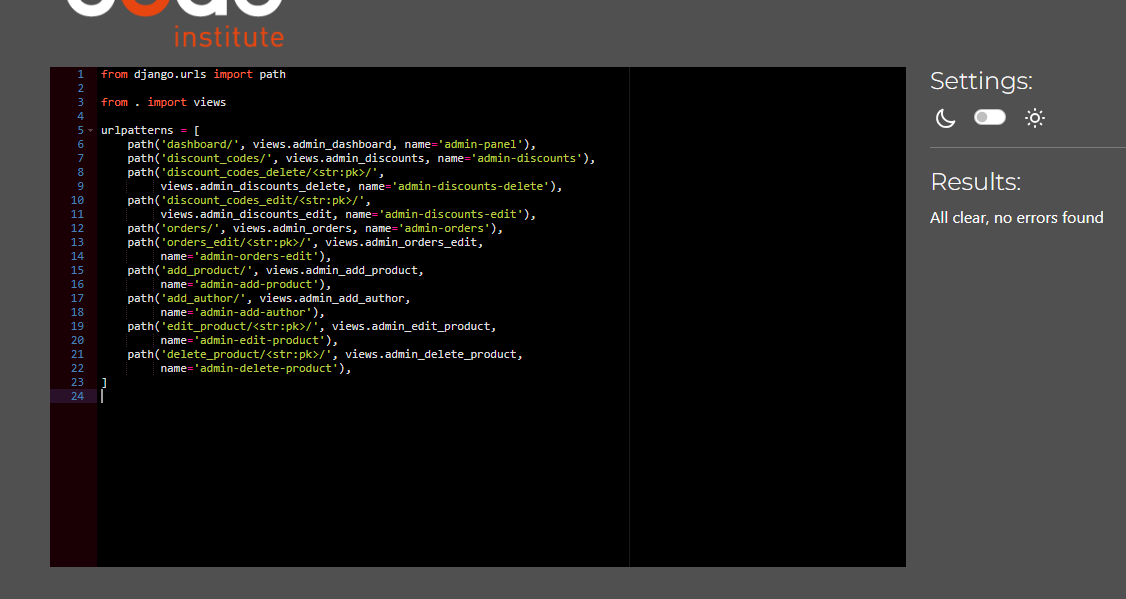 institute
1 from django.urls import path
2
3 from . import views
4
5 urlpatterns = [
6 path('dashboard/', views.admin_dashboard, name='admin-panel'),
7 path('discount_codes/', views.admin_discounts, name='admin-discounts'),
8 path('discount_codes_delete/<str:pk>/',
9 views.admin_discounts_delete, name='admin-discounts-delete'),
10 path('discount_codes_edit/<str:pk>/',
11 views.admin_discounts_edit, name='admin-discounts-edit'),
12 path('orders/', views.admin_orders, name='admin-orders'),
13 path('orders_edit/<str:pk>/', views.admin_orders_edit,
14 name='admin-orders-edit'),
15 path('add_product/', views.admin_add_product,
16 name='admin-add-product'),
17 path('add_author/', views.admin_add_author,
18 name='admin-add-author'),
19 path('edit_product/<str:pk>/', views.admin_edit_product,
20 name='admin-edit-product'),
21 path('delete_product/<str:pk>/', views.admin_delete_product,
22 name='admin-delete-product'),
23 ]
24
Settings:
Results:
All clear, no errors found